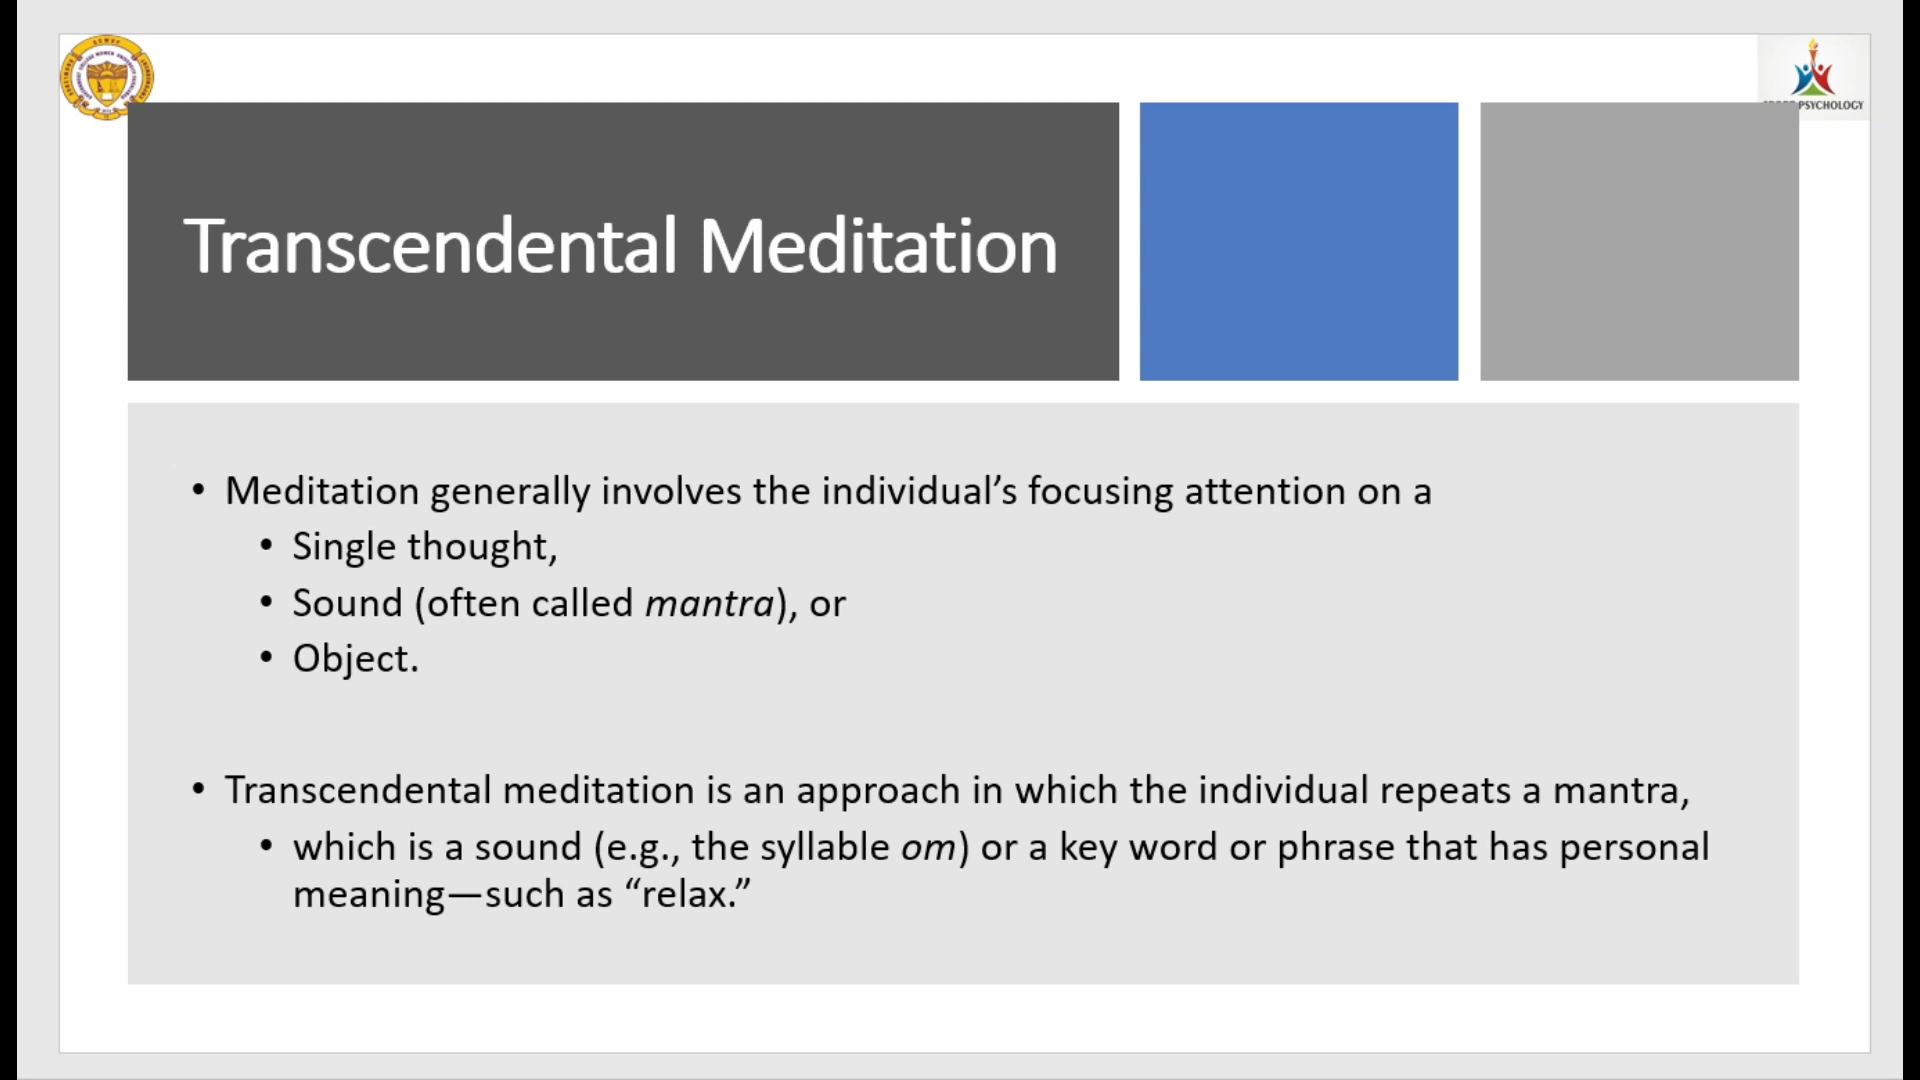 PSYCHOLOGY
Transcendental Meditation
• Meditation generally involves the individual’s focusing attention on a
• Single thought,
• Sound (often called mantra), or
• Object.
• Transcendental meditation is an approach in which the individual repeats a mantra,
• which is a sound (e.g., the syllable om) or a key word or phrase that has personal
meaning—such as “relax.”